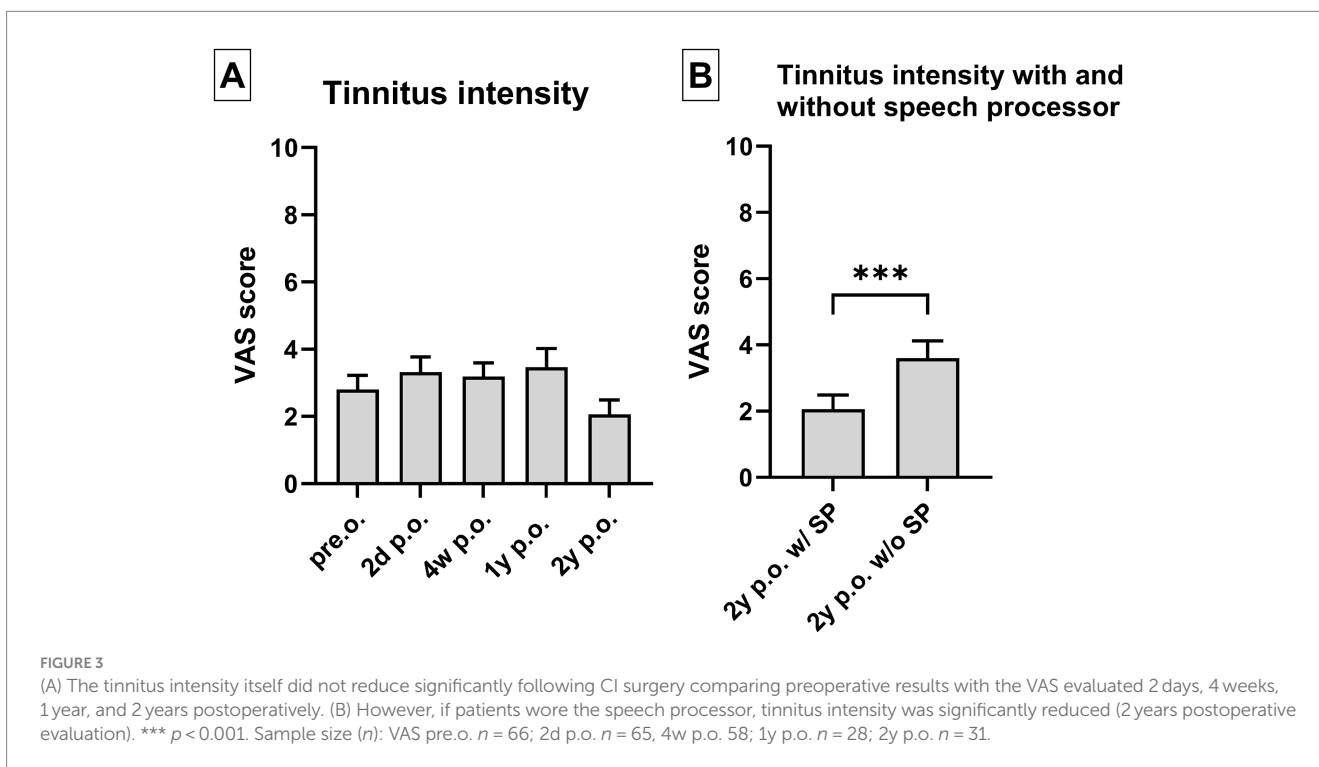 A
Tinnitus intensity
10
8
6
4
2
0
VAS score
pre.o.
2d p.o.
4w p.o.
1y p.o.
2y p.o.
B
Tinnitus intensity with and
without speech processor
10
8
6
4
2
0
VAS score
***
2y p.o. w/ SP
2y p.o. w/o SP
FIGURE 3
(A) The tinnitus intensity itself did not reduce significantly following CI surgery comparing preoperative results with the VAS evaluated 2 days, 4 weeks,
1 year, and 2 years postoperatively. (B) However, if patients wore the speech processor, tinnitus intensity was significantly reduced (2 years postoperative
evaluation). *** p < 0.001. Sample size (n): VAS pre.o. n = 66; 2d p.o. n = 65, 4w p.o. 58; 1y p.o. n = 28; 2y p.o. n = 31.